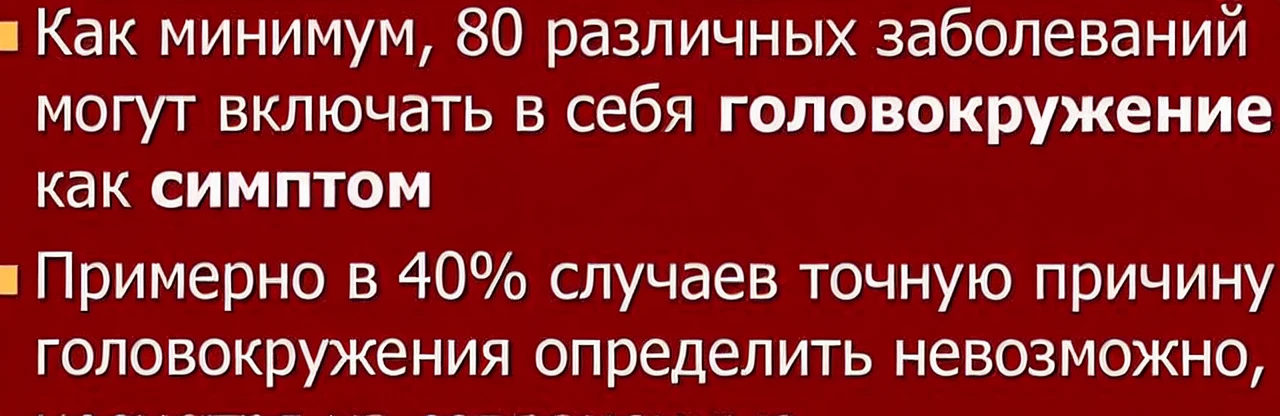 Как минимум, 80 различных заболеваний
могут включать в себя головокружение
как симптом
Примерно в 40% случаев точную причину
головокружения определить невозможно,